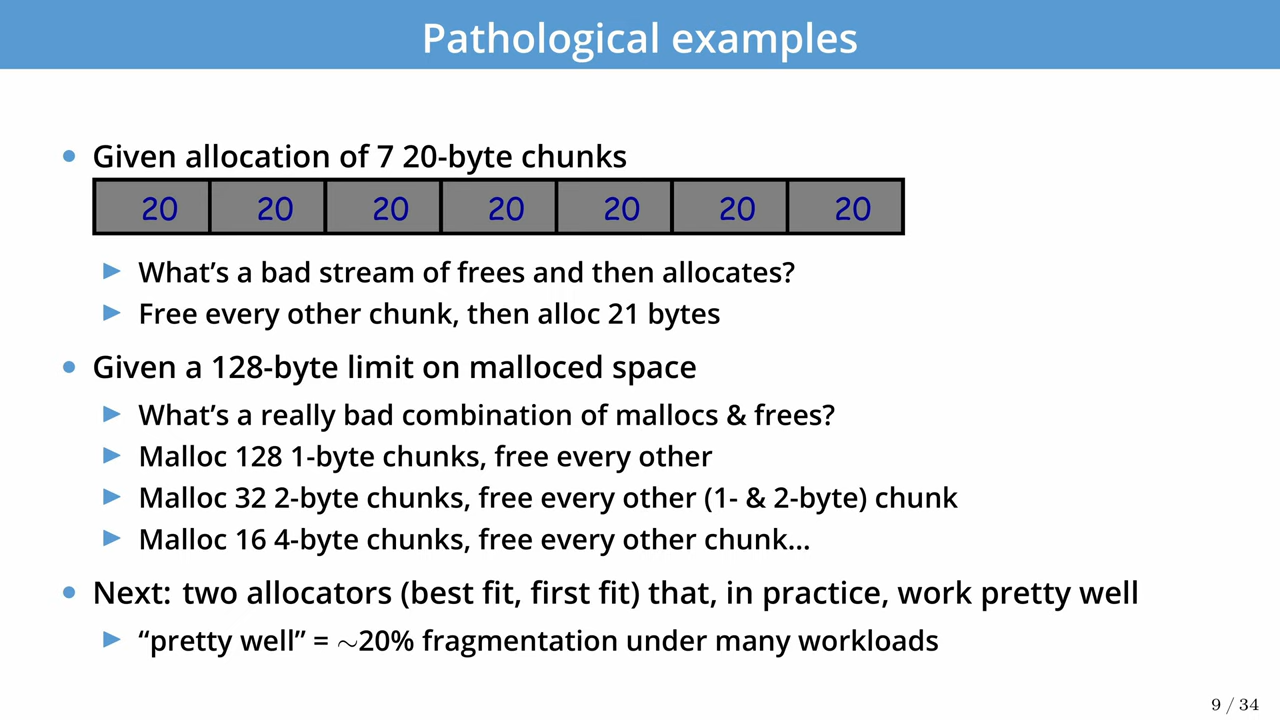 Pathological examples
• Given allocation of 7 20-byte chunks
20 20 20 20 20 20 20
▶ What’s a bad stream of frees and then allocates?
▶ Free every other chunk, then alloc 21 bytes
• Given a 128-byte limit on malloced space
▶ What’s a really bad combination of mallocs & frees?
▶ Malloc 128 1-byte chunks, free every other
▶ Malloc 32 2-byte chunks, free every other (1- & 2-byte) chunk
▶ Malloc 16 4-byte chunks, free every other chunk...
• Next: two allocators (best fit, first fit) that, in practice, work pretty well
▶ “pretty well” = ∼20% fragmentation under many workloads
9 / 34